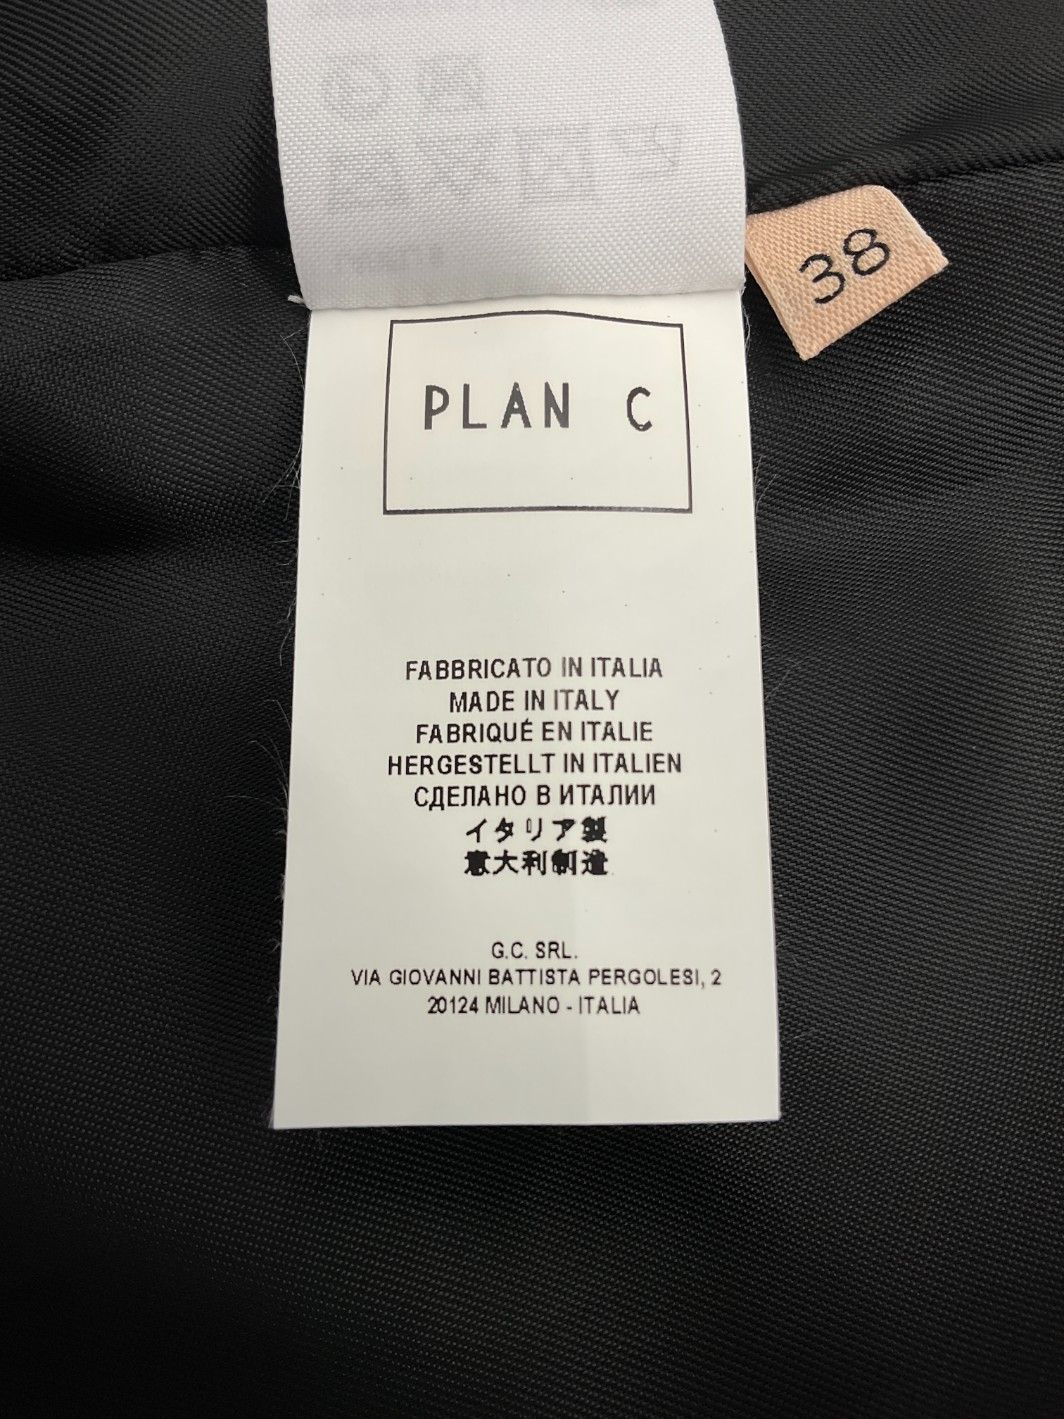 38
PLAN C
FABBRICATO IN ITALIA
MADE IN ITALY
FABRIQUÉ EN ITALIE
HERGESTELLT IN ITALIEN
СДЕЛАНО В ИТАЛИИ
イタリア製
意大利制造
G.C. SRL.
VIA GIOVANNI BATTISTA PERGOLESI, 2
20124 MILANO - ITALIA